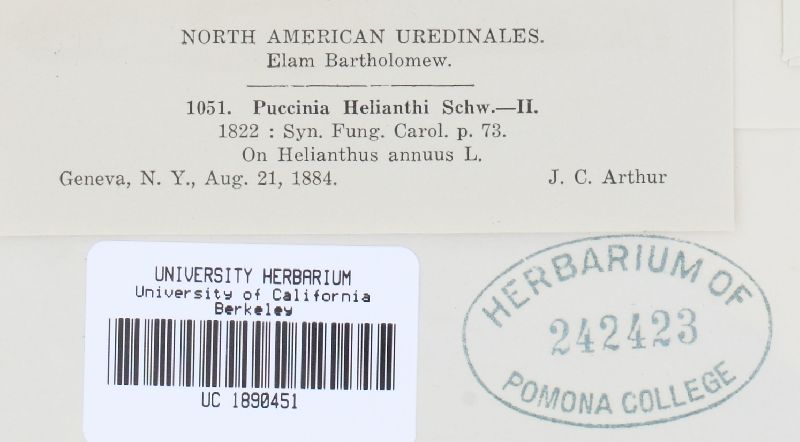 NORTH AMERICAN UREDINALES.
Elam Bartholomew.
1051. Puccinia Helianthi Schw.—II.
1822 : Syn. Fung. Carol. p. 73.
On Helianthus annuus L.
Geneva, N. Y., Aug. 21, 1884. J. C. Arthur
UNIVERSITY HERBARIUM
University of California
Berkeley
UC 1890451
HERBARIUM OF
242423
POMONA COLLEGE